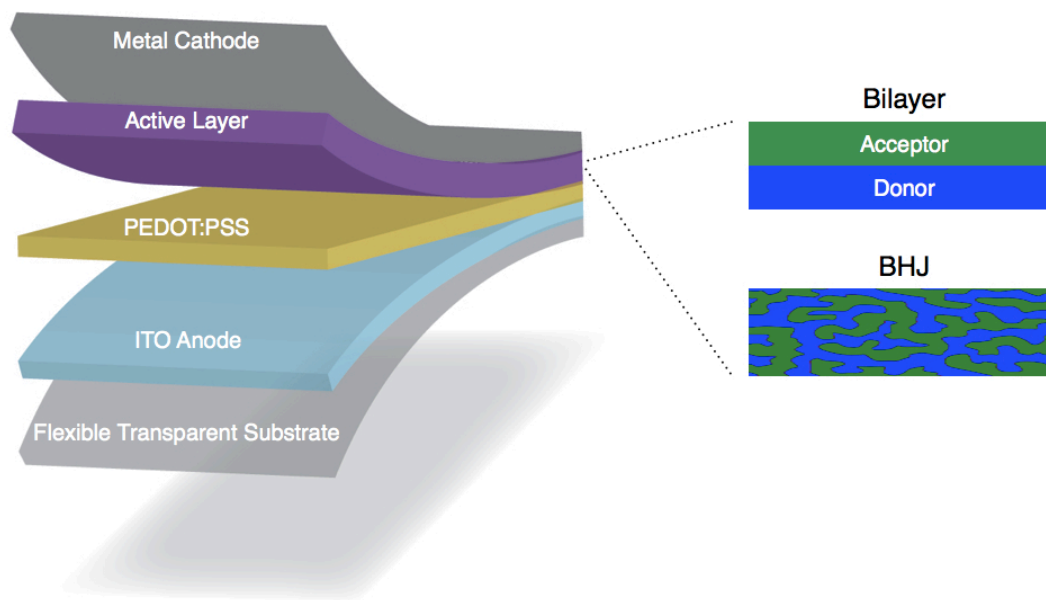 Metal Cathode
Active Layer
PEDOT:PSS
ITO Anode
Flexible Transparent Substrate
Bilayer
Acceptor
Donor
BHJ